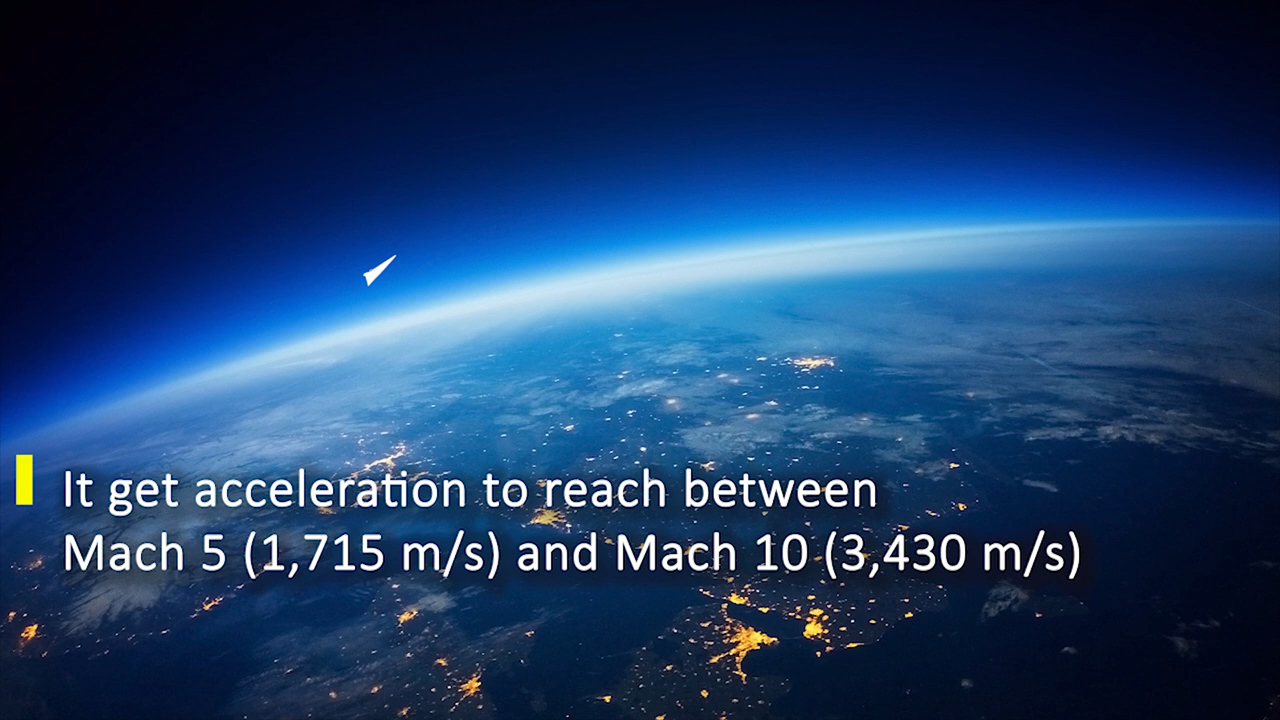 It get acceleration to reach between
Mach 5 (1,715 m/s) and Mach 10 (3,430 m/s)